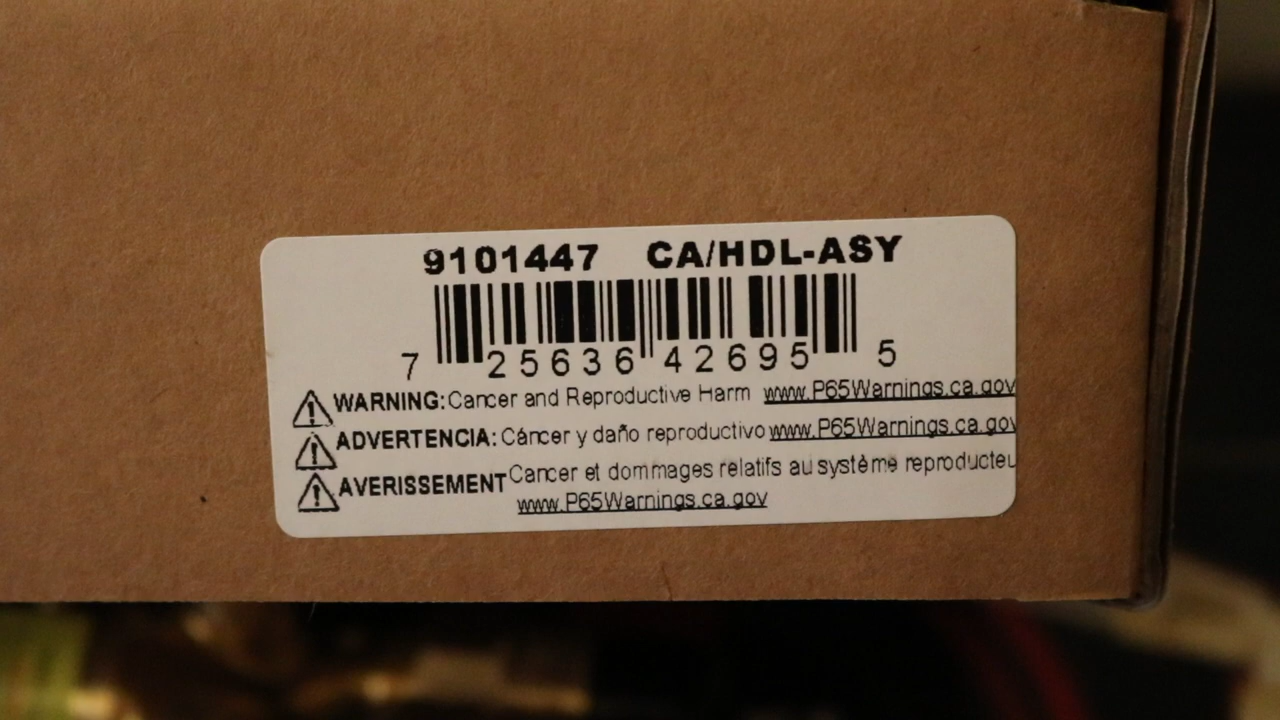 9101447 CA/HDL-ASY
7 25636 42695 5
WARNING: Cancer and Reproductive Harm www.P65Warnings.ca.gov
ADVERTENCIA: Cáncer y daño reproductivo www.P65Warnings.ca.gov
AVERISSEMENT Cancer et dommages relatifs au système reproducteu
www.P65Warnings.ca.gov